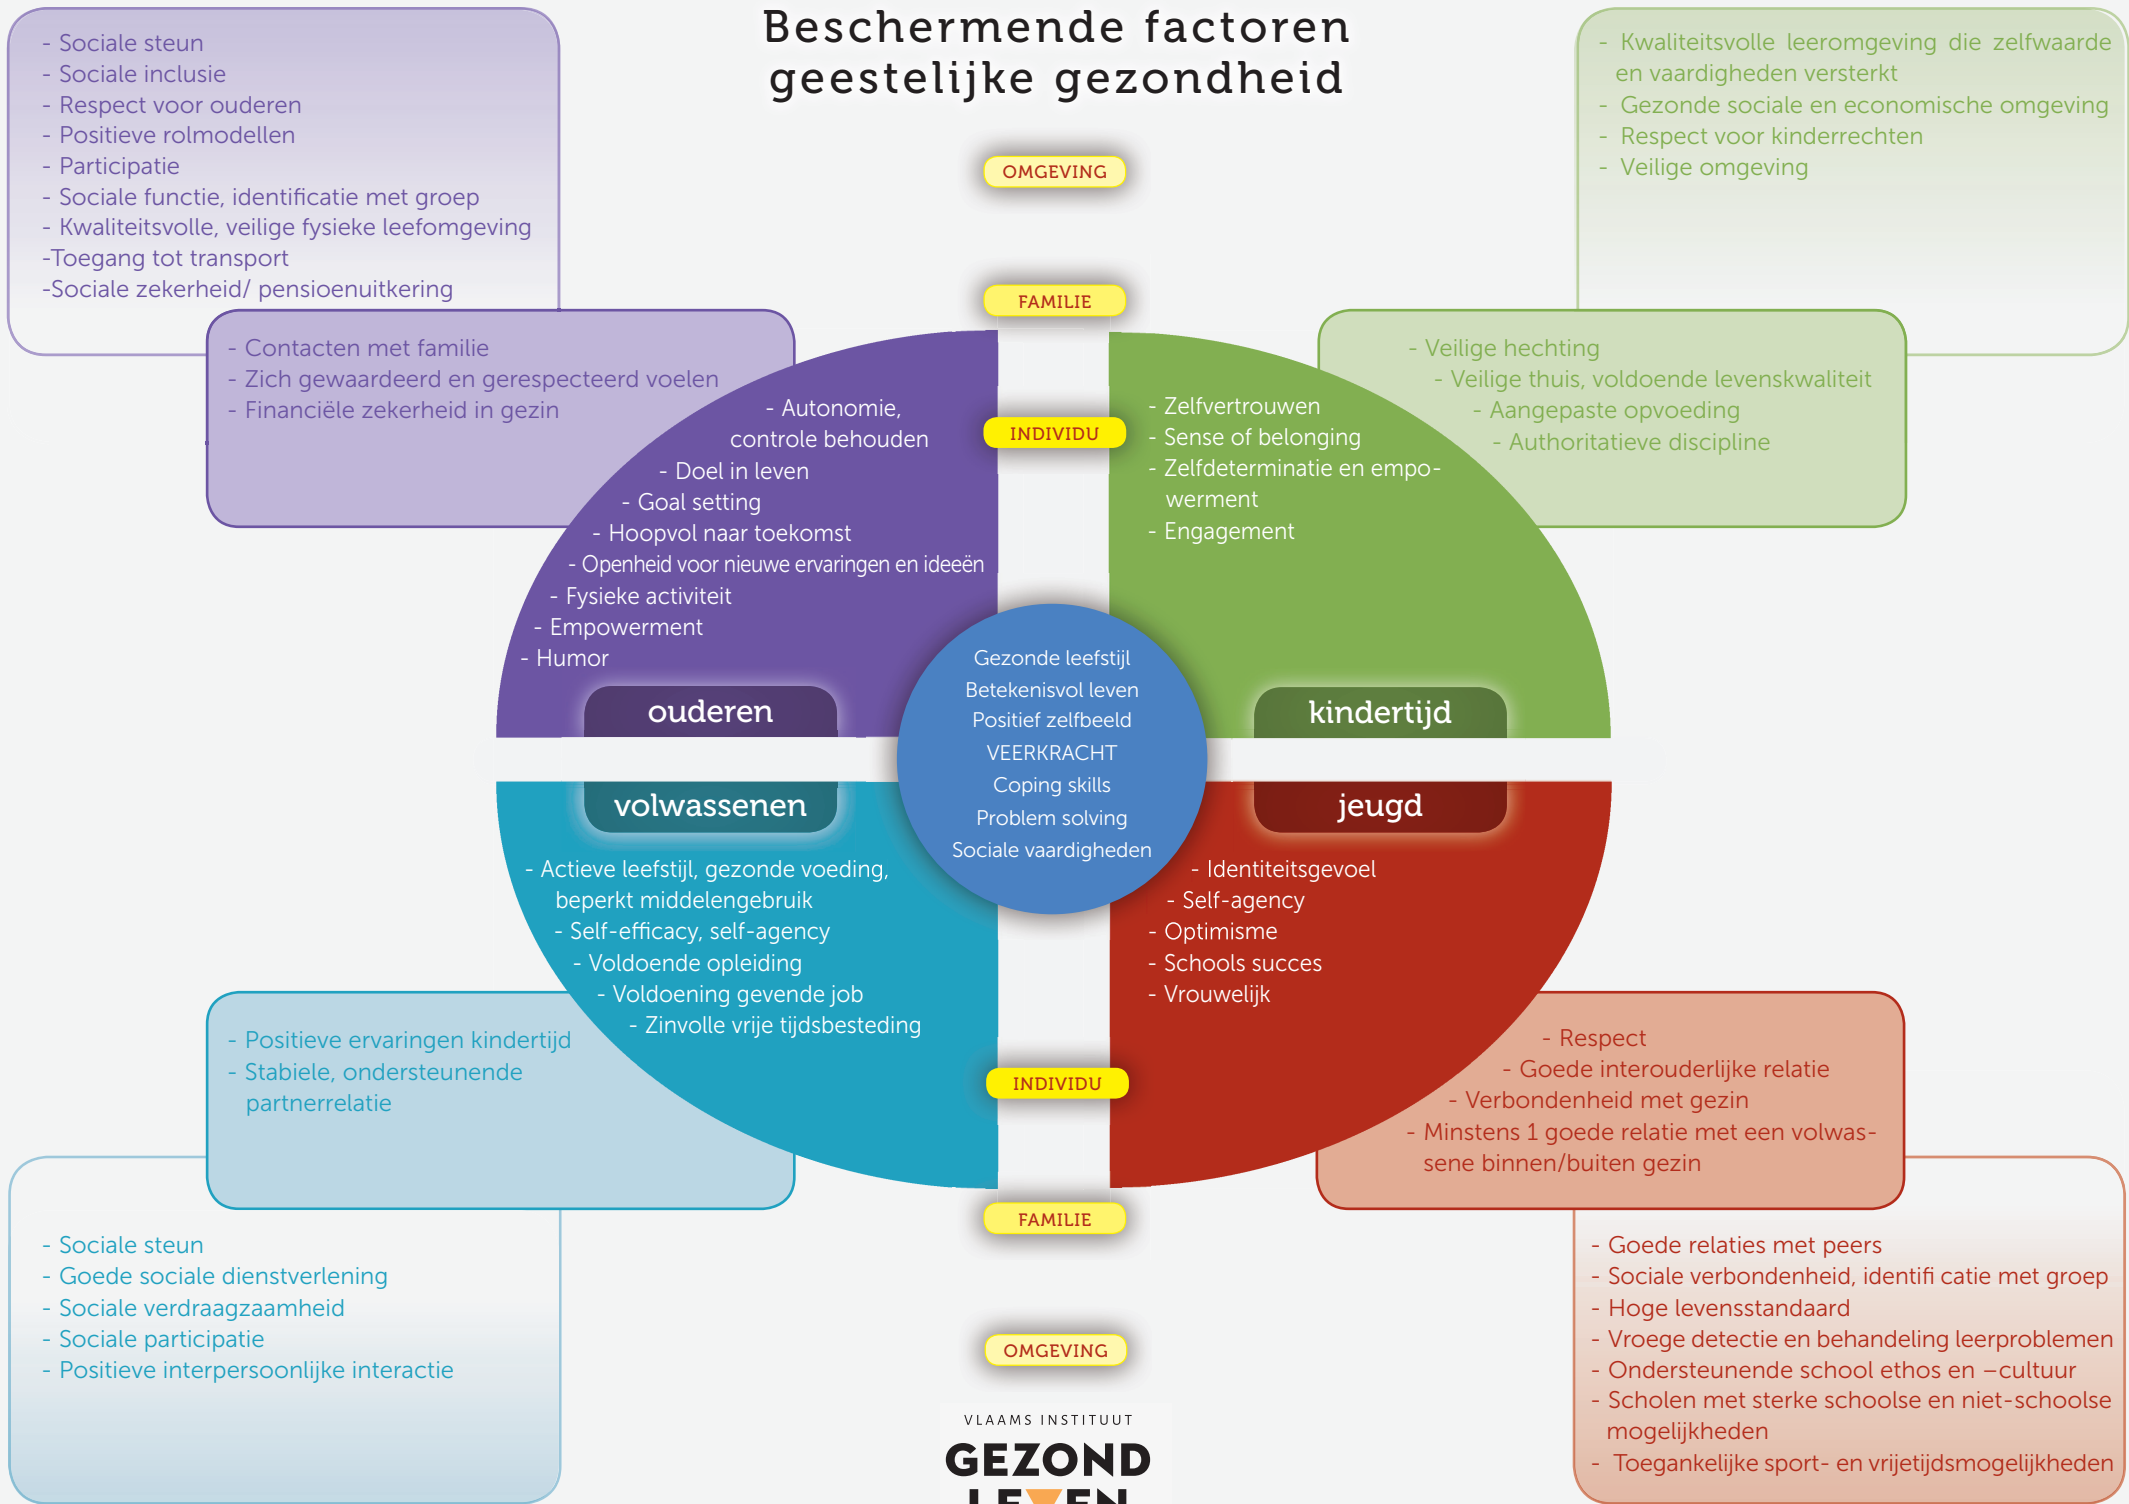 Beschermende factoren
geestelijke gezondheid
- Sociale steun
- Sociale inclusie
- Respect voor ouderen
- Positieve rolmodellen
- Participatie
- Sociale functie, identificatie met groep
- Kwaliteitsvolle, veilige fysieke leefomgeving
-Toegang tot transport
-Sociale zekerheid/ pensioenuitkering
- Contacten met familie
- Zich gewaardeerd en gerespecteerd voelen
- Financiële zekerheid in gezin
- Autonomie,
controle behouden
- Doel in leven
- Goal setting
- Hoopvol naar toekomst
- Openheid voor nieuwe ervaringen en ideeën
- Fysieke activiteit
- Empowerment
- Humor
ouderen
OMGEVING
FAMILIE
INDIVIDU
- Kwaliteitsvolle leeromgeving die zelfwaarde
en vaardigheden versterkt
- Gezonde sociale en economische omgeving
- Respect voor kinderrechten
- Veilige omgeving
- Veilige hechting
- Veilige thuis, voldoende levenskwaliteit
- Aangepaste opvoeding
- Authoritatieve discipline
- Zelfvertrouwen
- Sense of belonging
- Zelfdeterminatie en empo-
werment
- Engagement
kindertijd
Gezonde leefstijl
Betekenisvol leven
Positief zelfbeeld
VEERKRACHT
Coping skills
Problem solving
Sociale vaardigheden
volwassenen
- Actieve leefstijl, gezonde voeding,
beperkt middelengebruik
- Self-efficacy, self-agency
- Voldoende opleiding
- Voldoening gevende job
- Zinvolle vrije tijdsbesteding
- Positieve ervaringen kindertijd
- Stabiele, ondersteunende
partnerrelatie
- Sociale steun
- Goede sociale dienstverlening
- Sociale verdraagzaamheid
- Sociale participatie
- Positieve interpersoonlijke interactie
jeugd
- Identiteitsgevoel
- Self-agency
- Optimisme
- Schools succes
- Vrouwelijk
- Respect
- Goede interouderlijke relatie
- Verbondenheid met gezin
- Minstens 1 goede relatie met een volwas-
sene binnen/buiten gezin
- Goede relaties met peers
- Sociale verbondenheid, identifi catie met groep
- Hoge levensstandaard
- Vroege detectie en behandeling leerproblemen
- Ondersteunende school ethos en –cultuur
- Scholen met sterke schoolse en niet-schoolse
mogelijkheden
- Toegankelijke sport- en vrijetijdsmogelijkheden
INDIVIDU
FAMILIE
OMGEVING
VLAAMS INSTITUUT
GEZOND
LEVEN